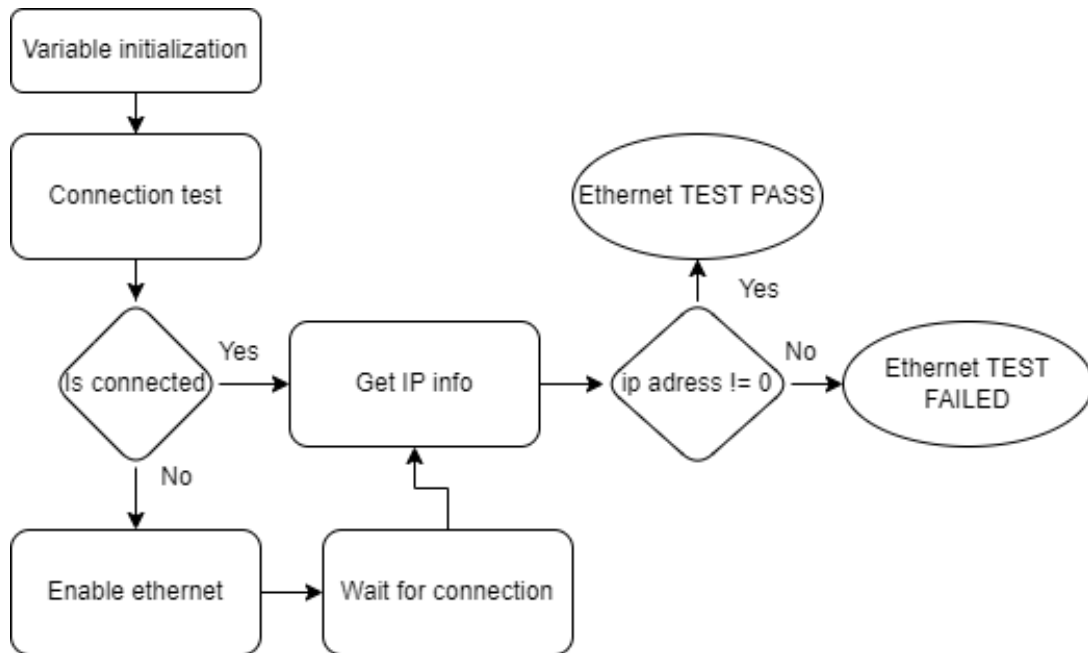 Variable initialization
Connection test
Ethernet TEST PASS
Yes
Is connected
Yes
Get IP info
ip adress != 0
No
Ethernet TEST
FAILED
No
Enable ethernet
Wait for connection